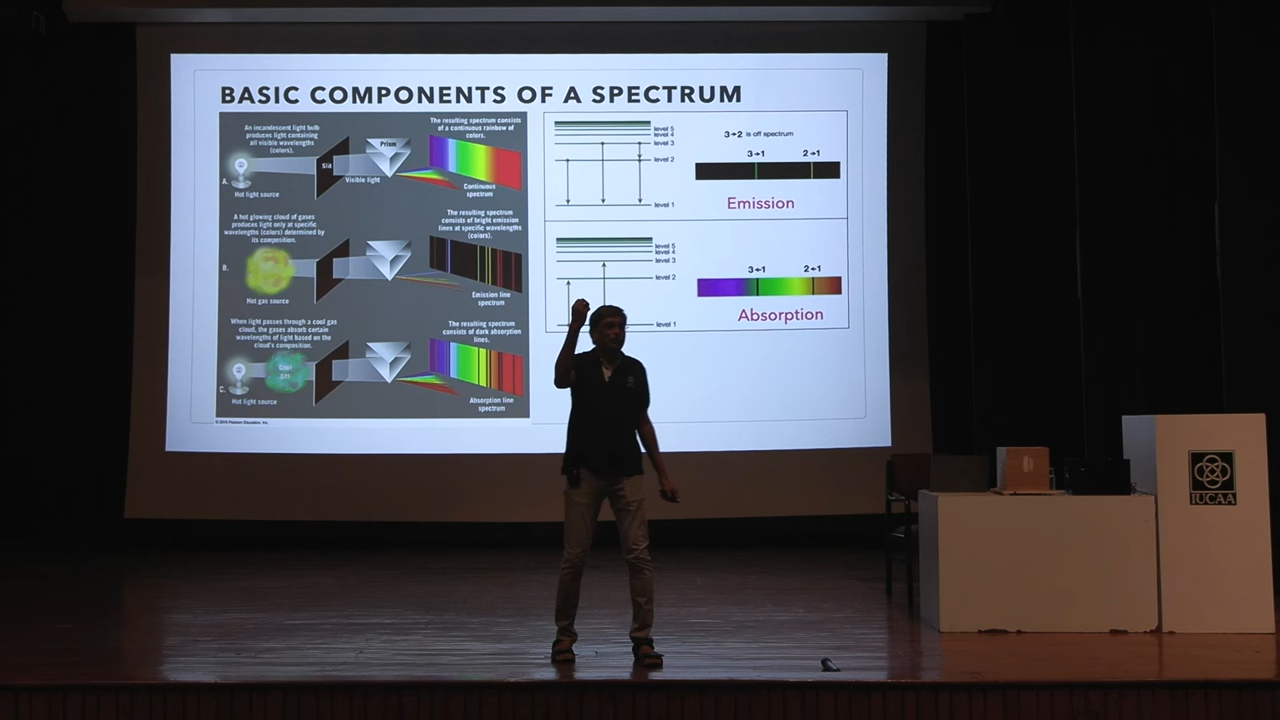 BASIC COMPONENTS OF A SPECTRUM
An incandescent light bulb
produces light containing
all visible wavelengths
(colors).
Prism
The resulting spectrum consists
of a continuous rainbow of
colors.
Slit
A.
Visible light
Hot light source
Continuous
spectrum
A hot glowing cloud of gases
produces light only at specific
wavelengths (colors) determined by
its composition.
The resulting spectrum
consists of bright emission
lines at specific wavelengths
(colors).
B.
Hot gas source
Emission line
spectrum
When light passes through a cool gas
cloud, the gases absorb certain
wavelengths of light based on the
cloud's composition.
The resulting spectrum
consists of dark absorption
lines.
Cool
gas
C.
Hot light source
Absorption line
spectrum
level 5
level 4
level 3
level 2
level 1
3→2 is off spectrum
3→1 2→1
Emission
level 5
level 4
level 3
level 2
level 1
3←1 2←1
Absorption
IUCAA